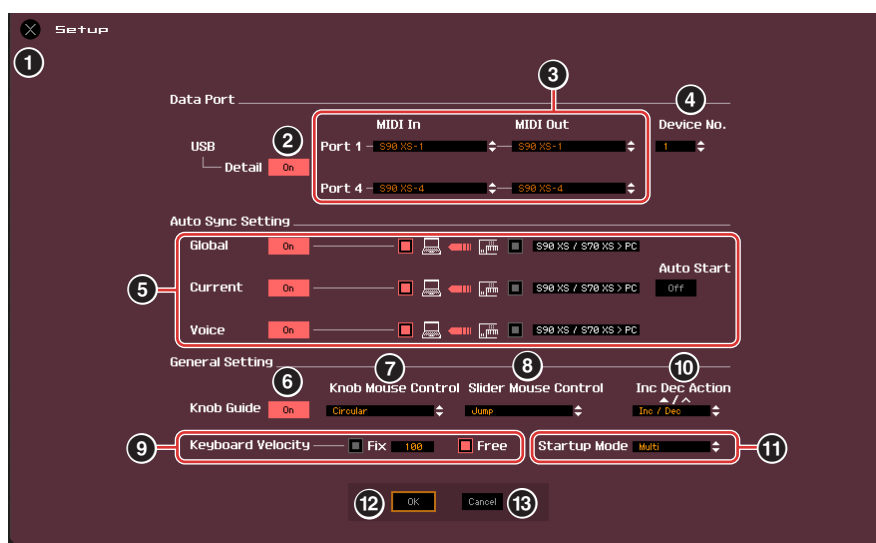 Setup
1
3
Data Port
4
MIDI In MIDI Out Device No.
2
USB Port 1 S90 XS-1 S90 XS-1 1
Detail On
Port 4 S90 XS-4 S90 XS-4
Auto Sync Setting
Global On S90 XS / S70 XS > PC
Auto Start
5
Current On S90 XS / S70 XS > PC Off
Voice On S90 XS / S70 XS > PC
General Setting
6 7 8 10
Knob Mouse Control Slider Mouse Control Inc Dec Action
Knob Guide On Circular Jump Inc / Dec
9 Keyboard Velocity Fix 100 Free Startup Mode Multi 11
12 OK Cancel 13